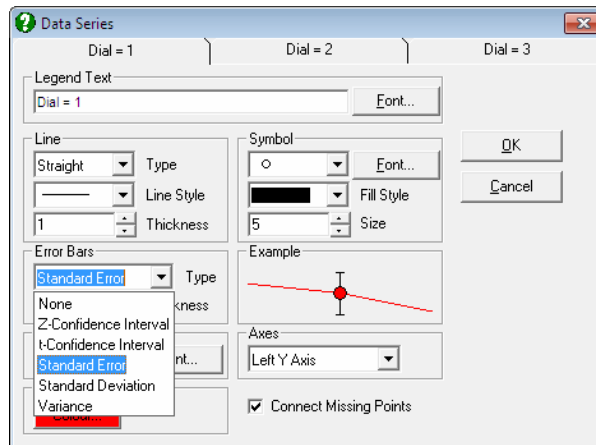 Data Series
Dial = 1 Dial = 2 Dial = 3
Legend Text
Dial = 1 Font...
Line
Straight Type
Line Style
1 Thickness
Symbol
Font...
Fill Style
5 Size
OK
Cancel
Error Bars
Standard Error Type
None
Z-Confidence Interval
t-Confidence Interval
Standard Error
Standard Deviation
Variance
Example
Axes
Left Y Axis
Connect Missing Points